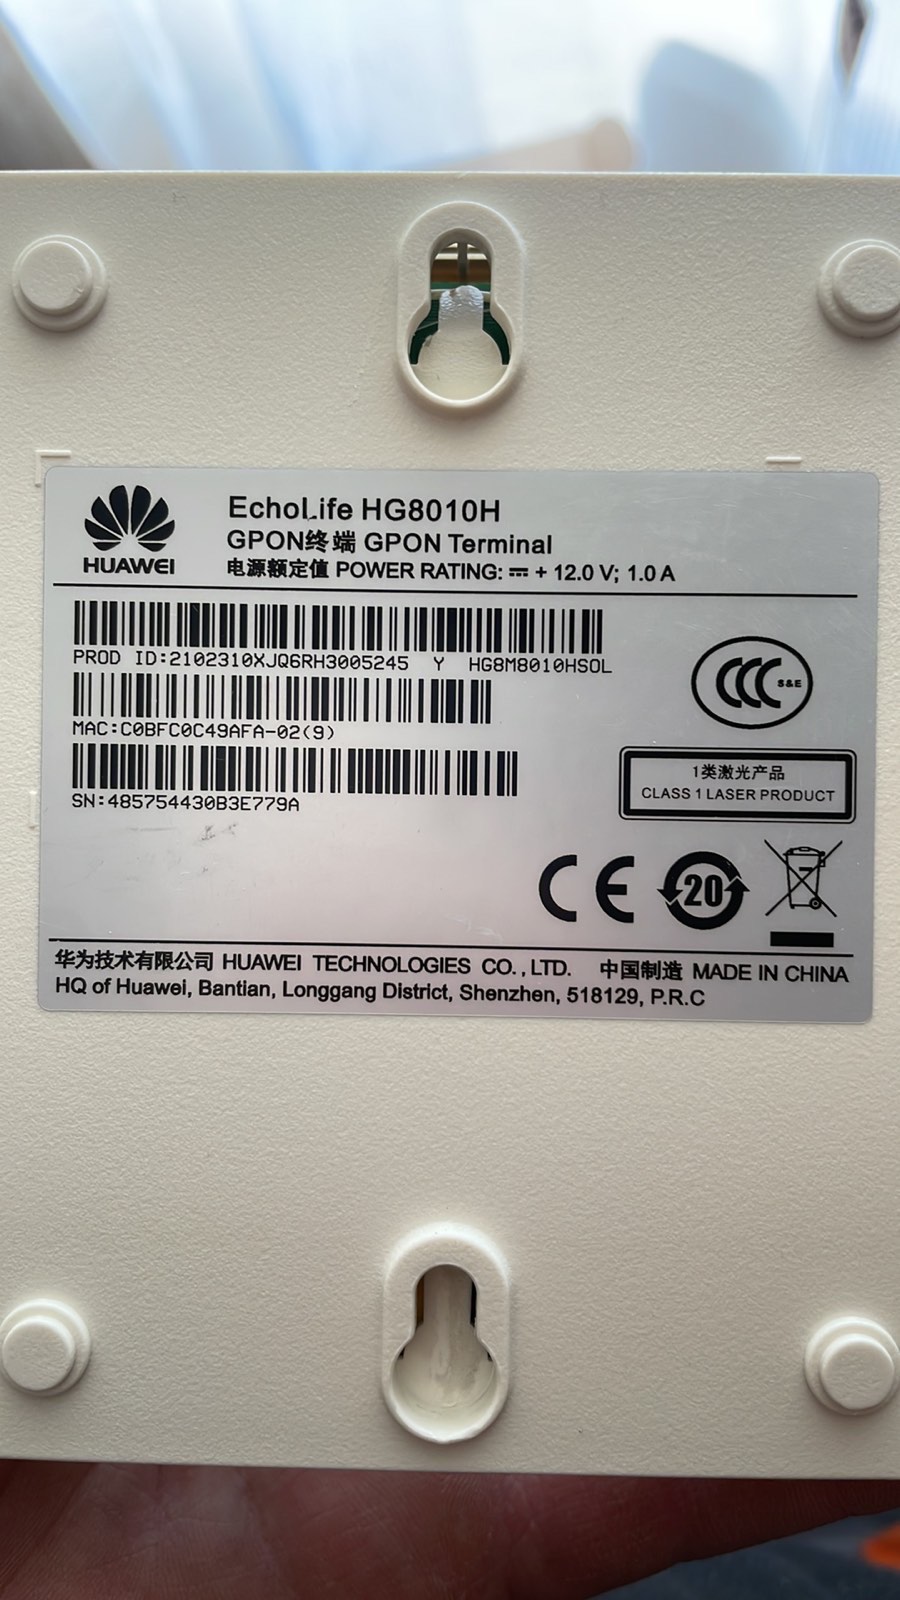 HUAWEI
EchoLife HG8010H
GPON终端 GPON Terminal
电源额定值 POWER RATING: ⎓ + 12.0 V; 1.0 A
PROD ID:2102310XJQ6RH3005245 Y HG8M8010HSOL
MAC:C0BFC0C49AFA-02(9)
SN:485754430B3E779A
CCC S&E
1类激光产品
CLASS 1 LASER PRODUCT
CE
20
华为技术有限公司 HUAWEI TECHNOLOGIES CO.,LTD. 中国制造 MADE IN CHINA
HQ of Huawei, Bantian, Longgang District, Shenzhen, 518129, P.R.C